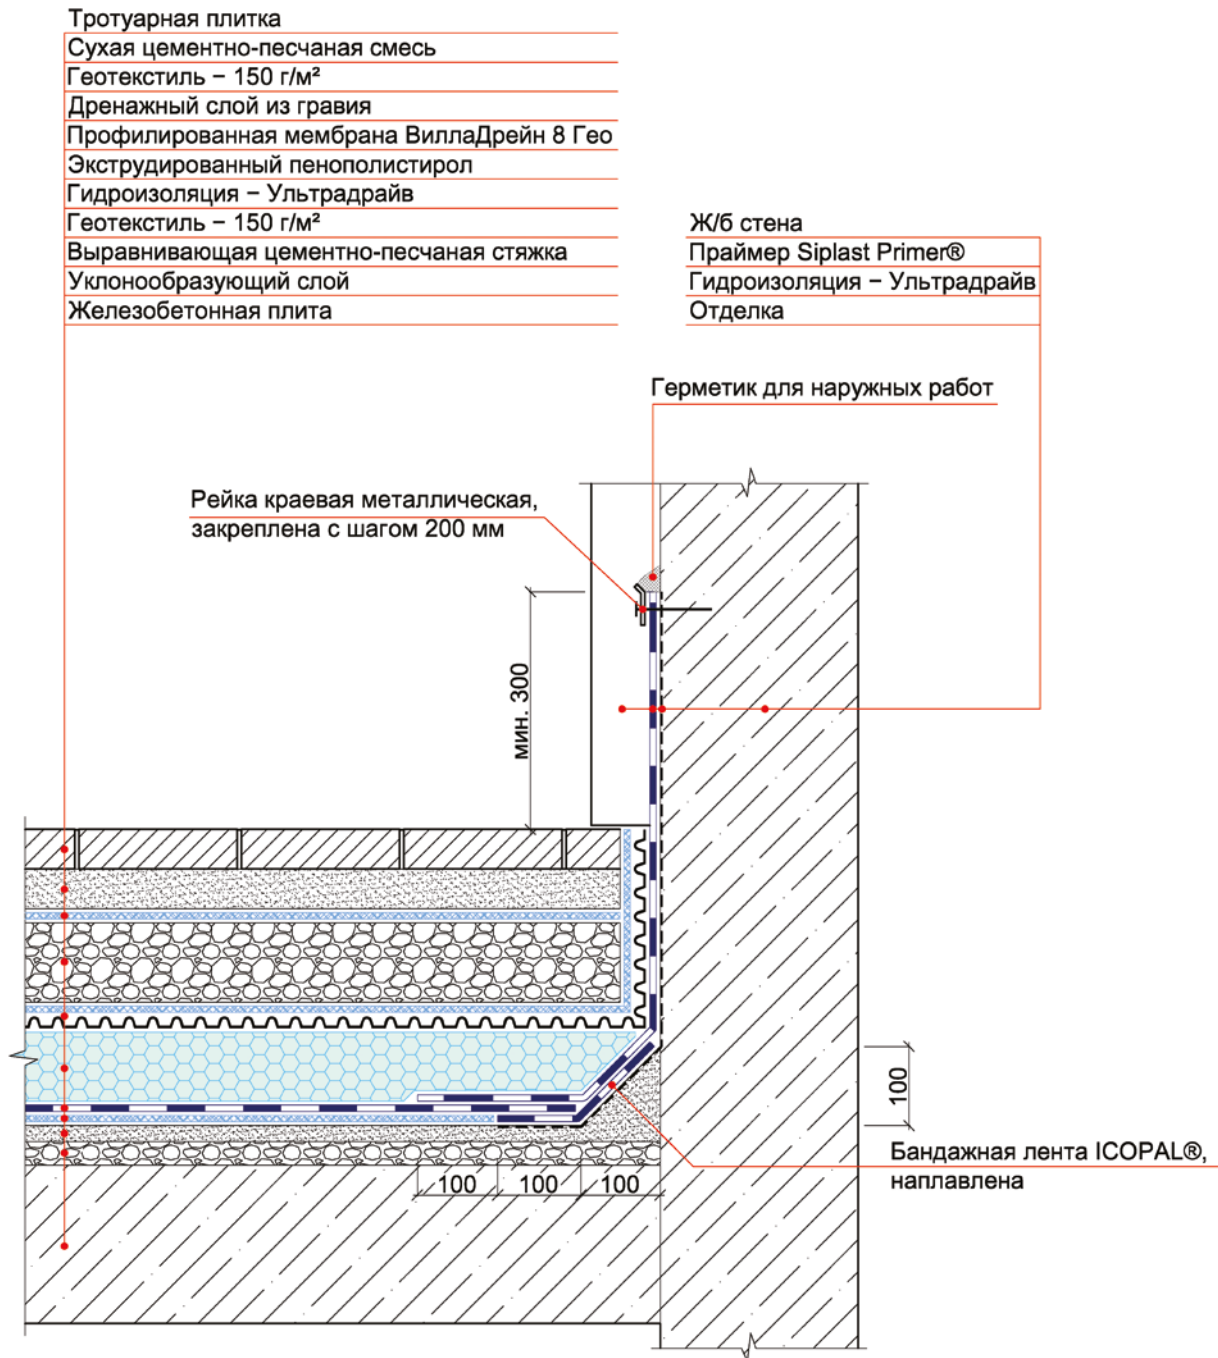 Тротуарная плитка
Сухая цементно-песчаная смесь
Геотекстиль – 150 г/м²
Дренажный слой из гравия
Профилированная мембрана ВиллаДрейн 8 Гео
Экструдированный пенополистирол
Гидроизоляция – Ультрадрайв
Геотекстиль – 150 г/м²
Выравнивающая цементно-песчаная стяжка
Уклонообразующий слой
Железобетонная плита
Ж/б стена
Праймер Siplast Primer®
Гидроизоляция – Ультрадрайв
Отделка
Герметик для наружных работ
Рейка краевая металлическая,
закреплена с шагом 200 мм
мин. 300
100
Бандажная лента ICOPAL®,
наплавлена
100 100 100